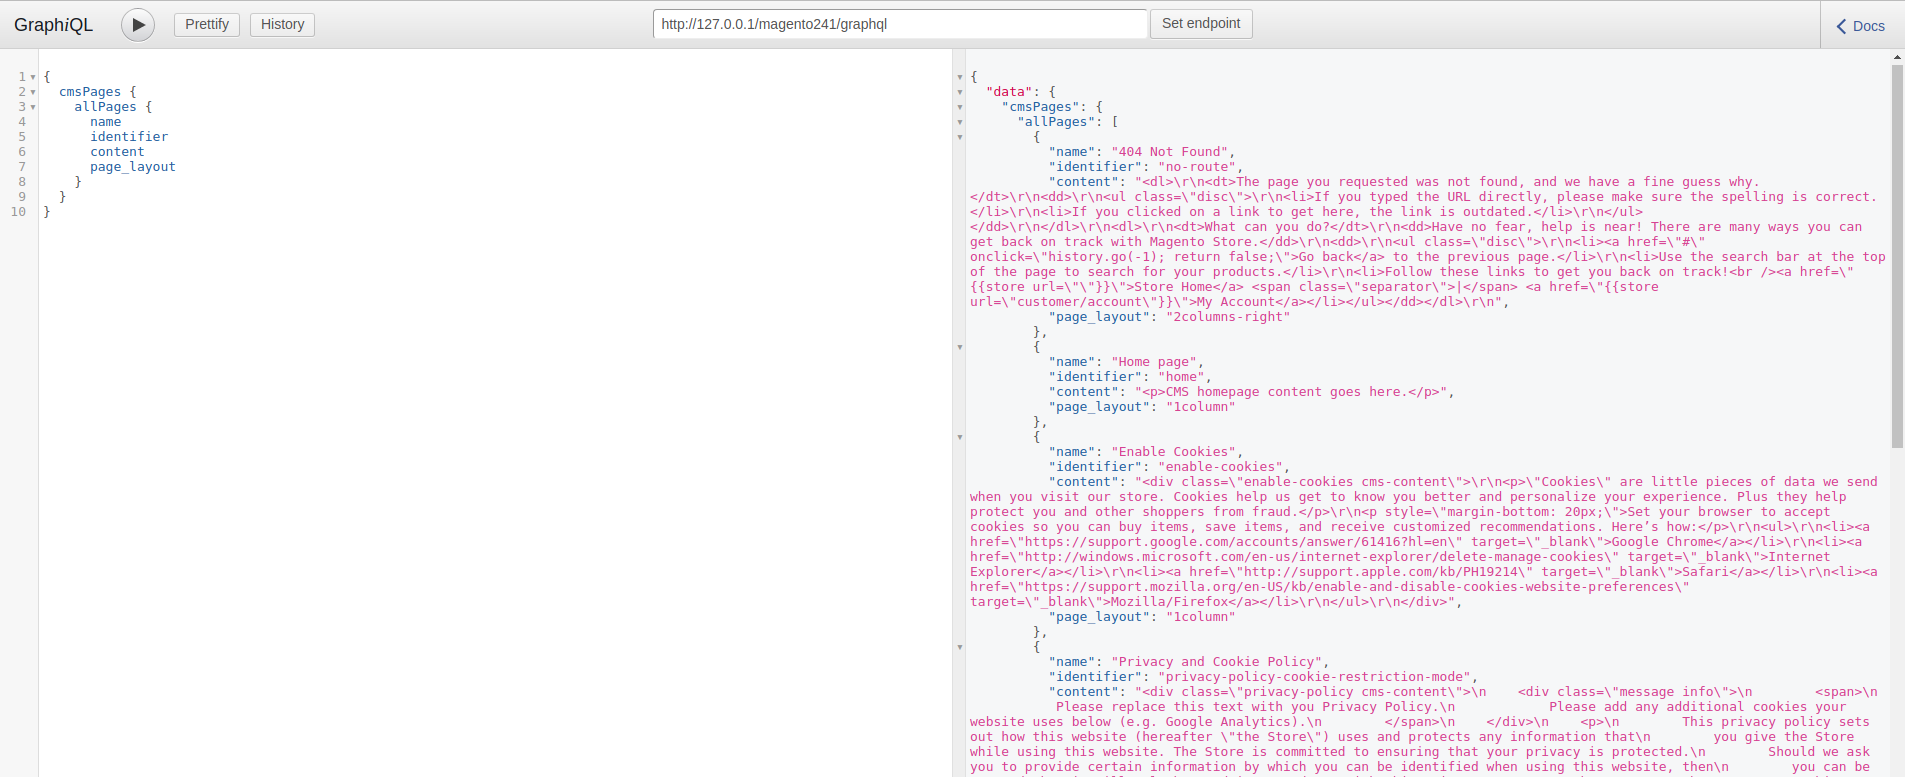 GraphiQL Prettify History http://127.0.0.1/magento241/graphql Set endpoint Docs
1 {
2 cmsPages {
3 allPages {
4 name
5 identifier
6 content
7 page_layout
8 }
9 }
10 }
{
"data": {
"cmsPages": {
"allPages": [
{
"name": "404 Not Found",
"identifier": "no-route",
"content": "<dl>\r\n<dt>The page you requested was not found, and we have a fine guess why.
</dt>\r\n<dd>\r\n<ul class=\"disc\">\r\n<li>If you typed the URL directly, please make sure the spelling is correct.
</li>\r\n<li>If you clicked on a link to get here, the link is outdated.</li>\r\n</ul>
</dd>\r\n</dl>\r\n<dl>\r\n<dt>What can you do?</dt>\r\n<dd>Have no fear, help is near! There are many ways you can
get back on track with Magento Store.</dd>\r\n<dd>\r\n<ul class=\"disc\">\r\n<li><a href=\"#\"
onclick=\"history.go(-1); return false;\">Go back</a> to the previous page.</li>\r\n<li>Use the search bar at the top
of the page to search for your products.</li>\r\n<li>Follow these links to get you back on track!<br /><a href=\"
{{store url=\"\"}}\">Store Home</a> <span class=\"separator\">|</span> <a href=\"{{store
url=\"customer/account\"}}\">My Account</a></li></ul></dd></dl>\r\n",
"page_layout": "2columns-right"
},
{
"name": "Home page",
"identifier": "home",
"content": "<p>CMS homepage content goes here.</p>",
"page_layout": "1column"
},
{
"name": "Enable Cookies",
"identifier": "enable-cookies",
"content": "<div class=\"enable-cookies cms-content\">\r\n<p>\"Cookies\" are little pieces of data we send
when you visit our store. Cookies help us get to know you better and personalize your experience. Plus they help
protect you and other shoppers from fraud.</p>\r\n<p style=\"margin-bottom: 20px;\">Set your browser to accept
cookies so you can buy items, save items, and receive customized recommendations. Here’s how:</p>\r\n<ul>\r\n<li><a
href=\"https://support.google.com/accounts/answer/61416?hl=en\" target=\"_blank\">Google Chrome</a></li>\r\n<li><a
href=\"http://windows.microsoft.com/en-us/internet-explorer/delete-manage-cookies\" target=\"_blank\">Internet
Explorer</a></li>\r\n<li><a href=\"http://support.apple.com/kb/PH19214\" target=\"_blank\">Safari</a></li>\r\n<li><a
href=\"https://support.mozilla.org/en-US/kb/enable-and-disable-cookies-website-preferences\"
target=\"_blank\">Mozilla/Firefox</a></li>\r\n</ul>\r\n</div>",
"page_layout": "1column"
},
{
"name": "Privacy and Cookie Policy",
"identifier": "privacy-policy-cookie-restriction-mode",
"content": "<div class=\"privacy-policy cms-content\">\n    <div class=\"message info\">\n        <span>\n
Please replace this text with you Privacy Policy.\n            Please add any additional cookies your
website uses below (e.g. Google Analytics).\n        </span>\n    </div>\n    <p>\n        This privacy policy sets
out how this website (hereafter \"the Store\") uses and protects any information that\n        you give the Store
while using this website. The Store is committed to ensuring that your privacy is protected.\n        Should we ask
you to provide certain information by which you can be identified when using this website, then\n        you can be